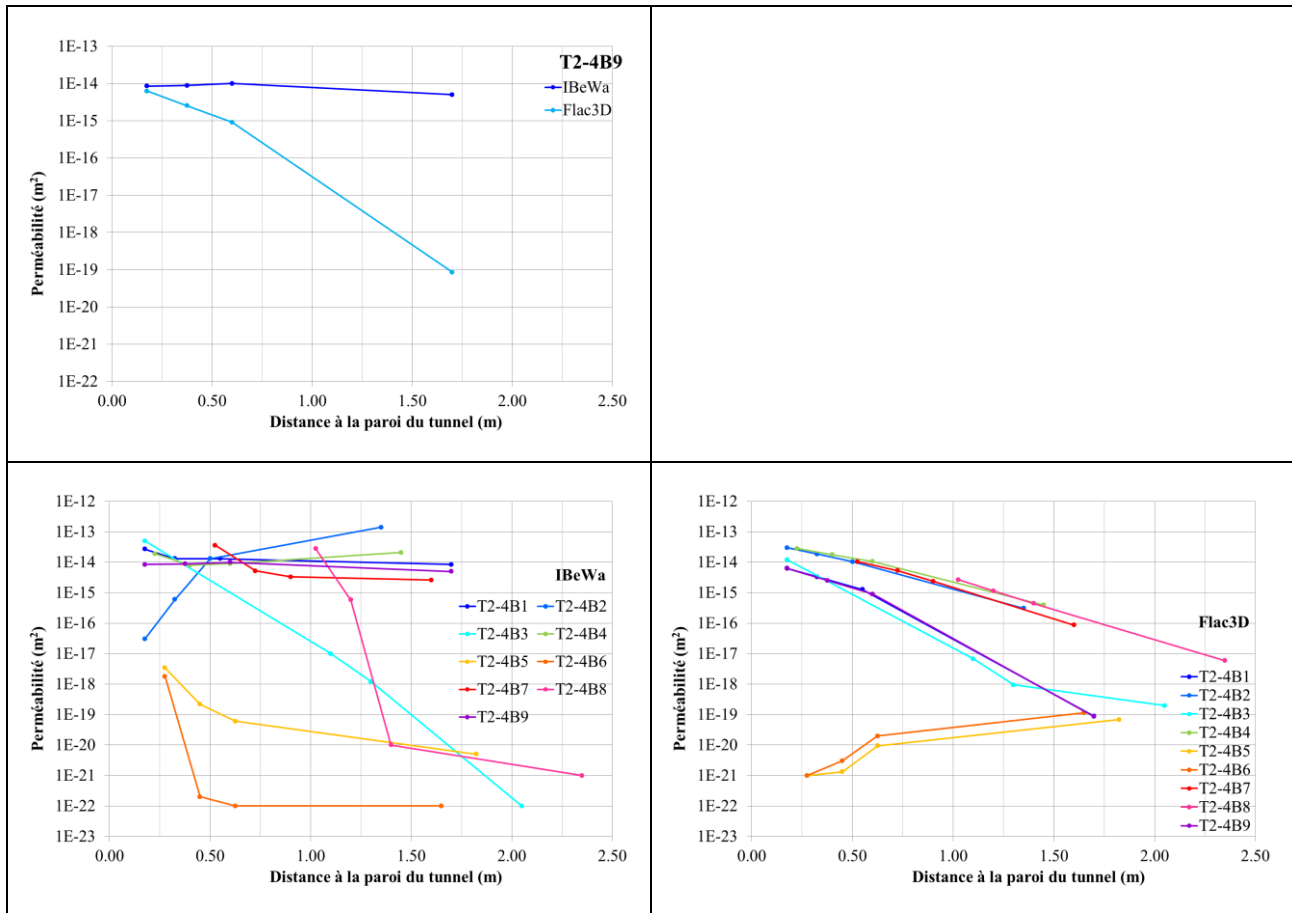 T2-4B9
IBeWa
Flac3D
1E-13
1E-14
1E-15
1E-16
1E-17
1E-18
1E-19
1E-20
1E-21
1E-22
Perméabilité (m²)
0.00 0.50 1.00 1.50 2.00 2.50
Distance à la paroi du tunnel (m)
1E-12
1E-13
1E-14
1E-15
1E-16
1E-17
1E-18
1E-19
1E-20
1E-21
1E-22
1E-23
Perméabilité (m²)
IBeWa
T2-4B1 T2-4B2
T2-4B3 T2-4B4
T2-4B5 T2-4B6
T2-4B7 T2-4B8
T2-4B9
0.00 0.50 1.00 1.50 2.00 2.50
Distance à la paroi du tunnel (m)
1E-12
1E-13
1E-14
1E-15
1E-16
1E-17
1E-18
1E-19
1E-20
1E-21
1E-22
1E-23
Perméabilité (m²)
Flac3D
T2-4B1
T2-4B2
T2-4B3
T2-4B4
T2-4B5
T2-4B6
T2-4B7
T2-4B8
T2-4B9
0.00 0.50 1.00 1.50 2.00 2.50
Distance à la paroi du tunnel (m)